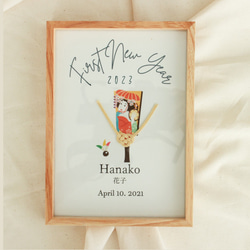 First New Year
2023
Hanako
花子
April 10, 2021